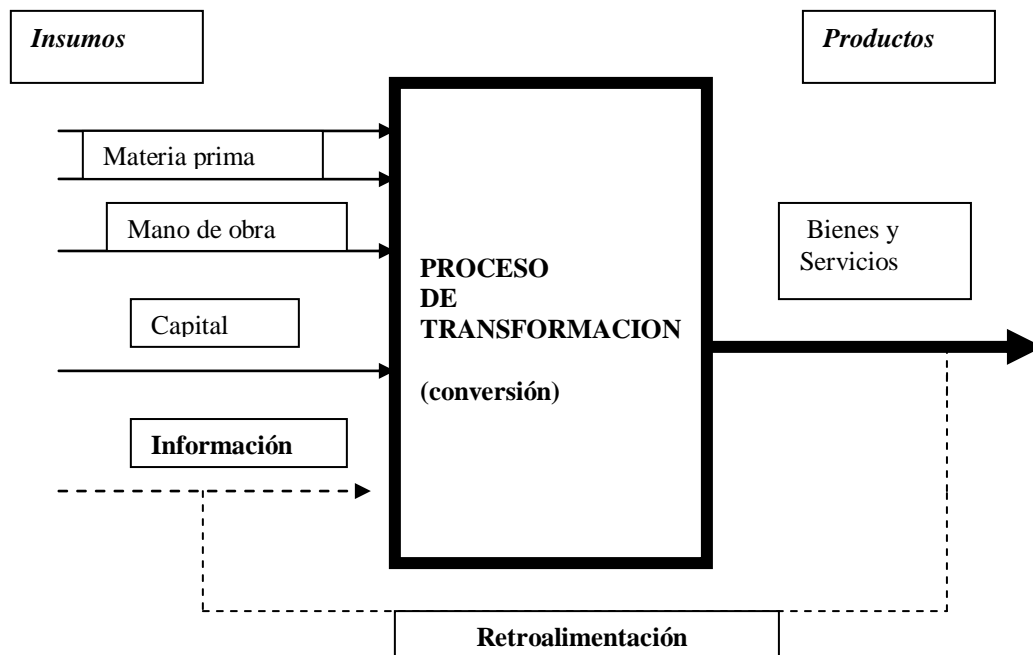 Insumos
Productos
Materia prima
Mano de obra
Capital
Información
PROCESO
DE
TRANSFORMACION
(conversión)
Bienes y
Servicios
Retroalimentación